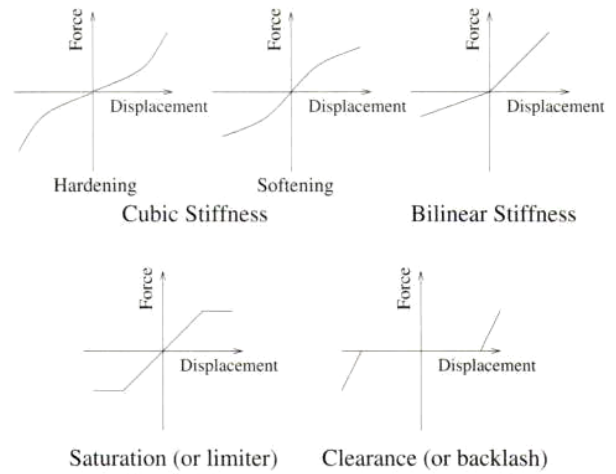 Force
Force
Force
Displacement
Displacement
Displacement
Hardening
Softening
Cubic Stiffness
Bilinear Stiffness
Force
Force
Displacement
Displacement
Saturation (or limiter)
Clearance (or backlash)